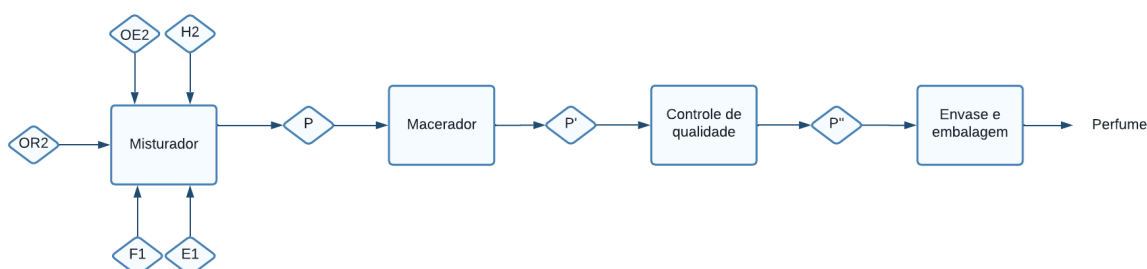 OE2
H2
OR2
Misturador
P
Macerador
P'
Controle de
qualidade
P"
Envase e
embalagem
Perfume
F1
E1